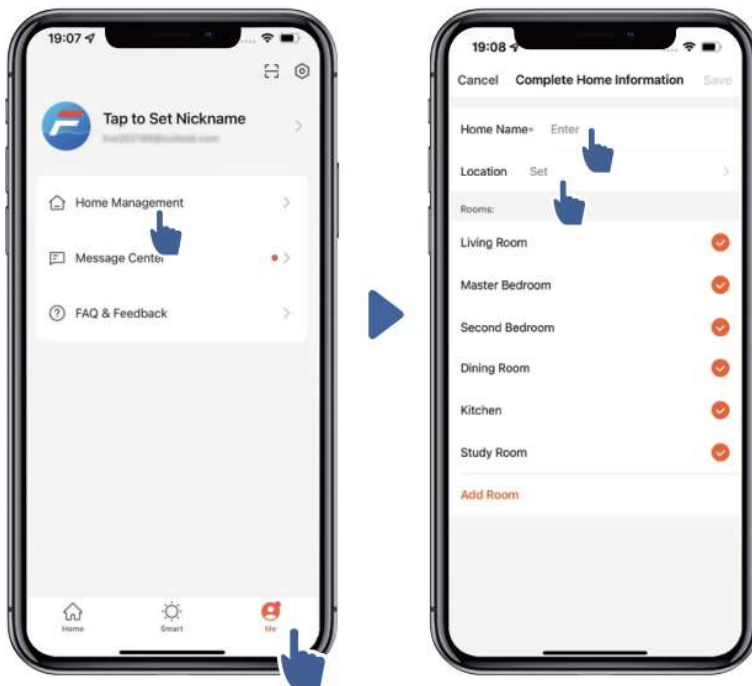 19:07
Tap to Set Nickname
Home Management
Message Center
FAQ & Feedback
Home Smart Me
19:08
Cancel Complete Home Information Save
Home Name* Enter
Location Set
Rooms:
Living Room
Master Bedroom
Second Bedroom
Dining Room
Kitchen
Study Room
Add Room